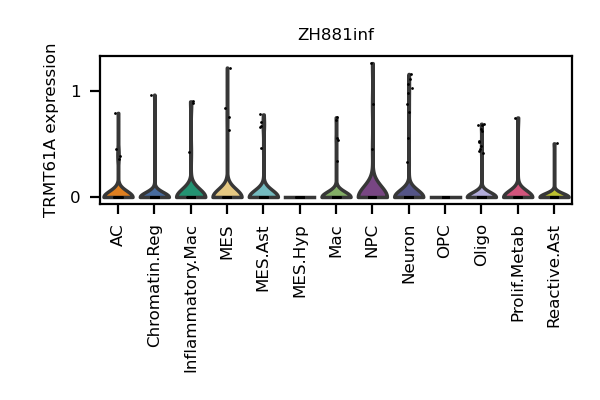 ZH881inf
TRMT61A expression
1
0
AC
Chromatin.Reg
Inflammatory.Mac
MES
MES.Ast
MES.Hyp
Mac
NPC
Neuron
OPC
Oligo
Prolif.Metab
Reactive.Ast